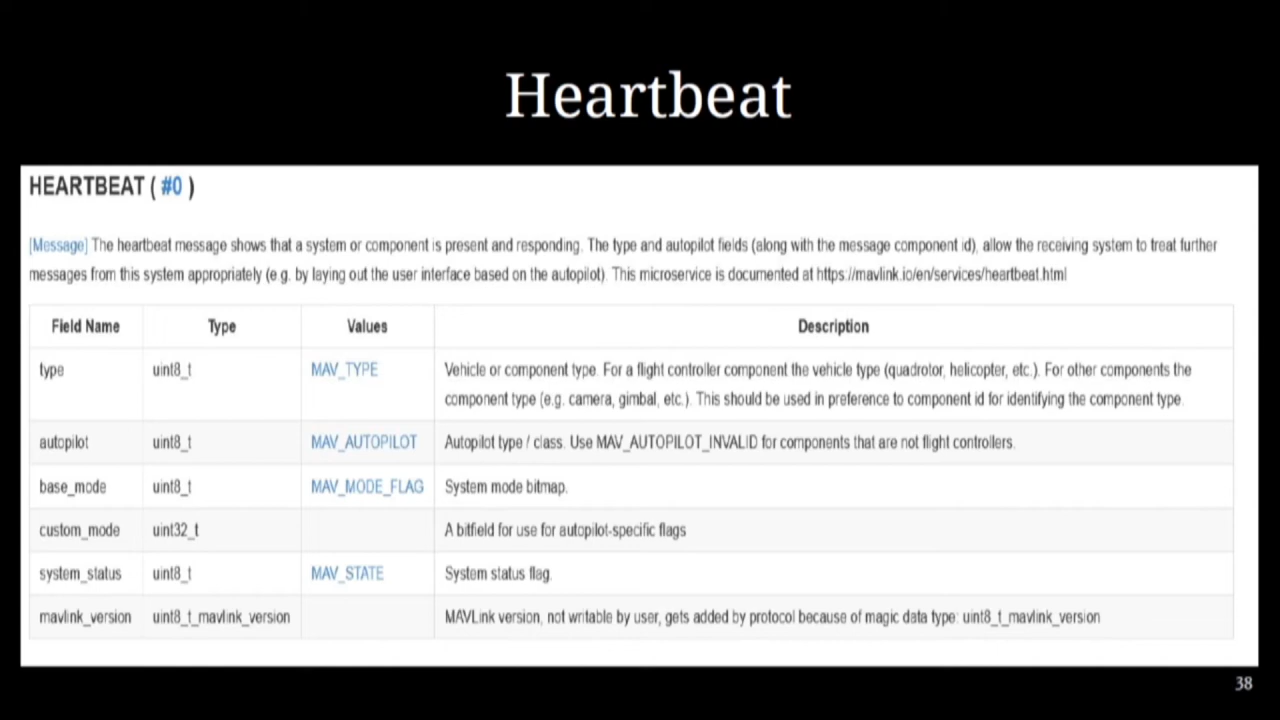 Heartbeat
HEARTBEAT ( #0 )
[Message] The heartbeat message shows that a system or component is present and responding. The type and autopilot fields (along with the message component id), allow the receiving system to treat further
messages from this system appropriately (e.g. by laying out the user interface based on the autopilot). This microservice is documented at https://mavlink.io/en/services/heartbeat.html
Field Name Type Values Description
type uint8_t MAV_TYPE Vehicle or component type. For a flight controller component the vehicle type (quadrotor, helicopter, etc.). For other components the
component type (e.g. camera, gimbal, etc.). This should be used in preference to component id for identifying the component type.
autopilot uint8_t MAV_AUTOPILOT Autopilot type / class. Use MAV_AUTOPILOT_INVALID for components that are not flight controllers.
base_mode uint8_t MAV_MODE_FLAG System mode bitmap.
custom_mode uint32_t A bitfield for use for autopilot-specific flags
system_status uint8_t MAV_STATE System status flag.
mavlink_version uint8_t_mavlink_version MAVLink version, not writable by user, gets added by protocol because of magic data type: uint8_t_mavlink_version
38